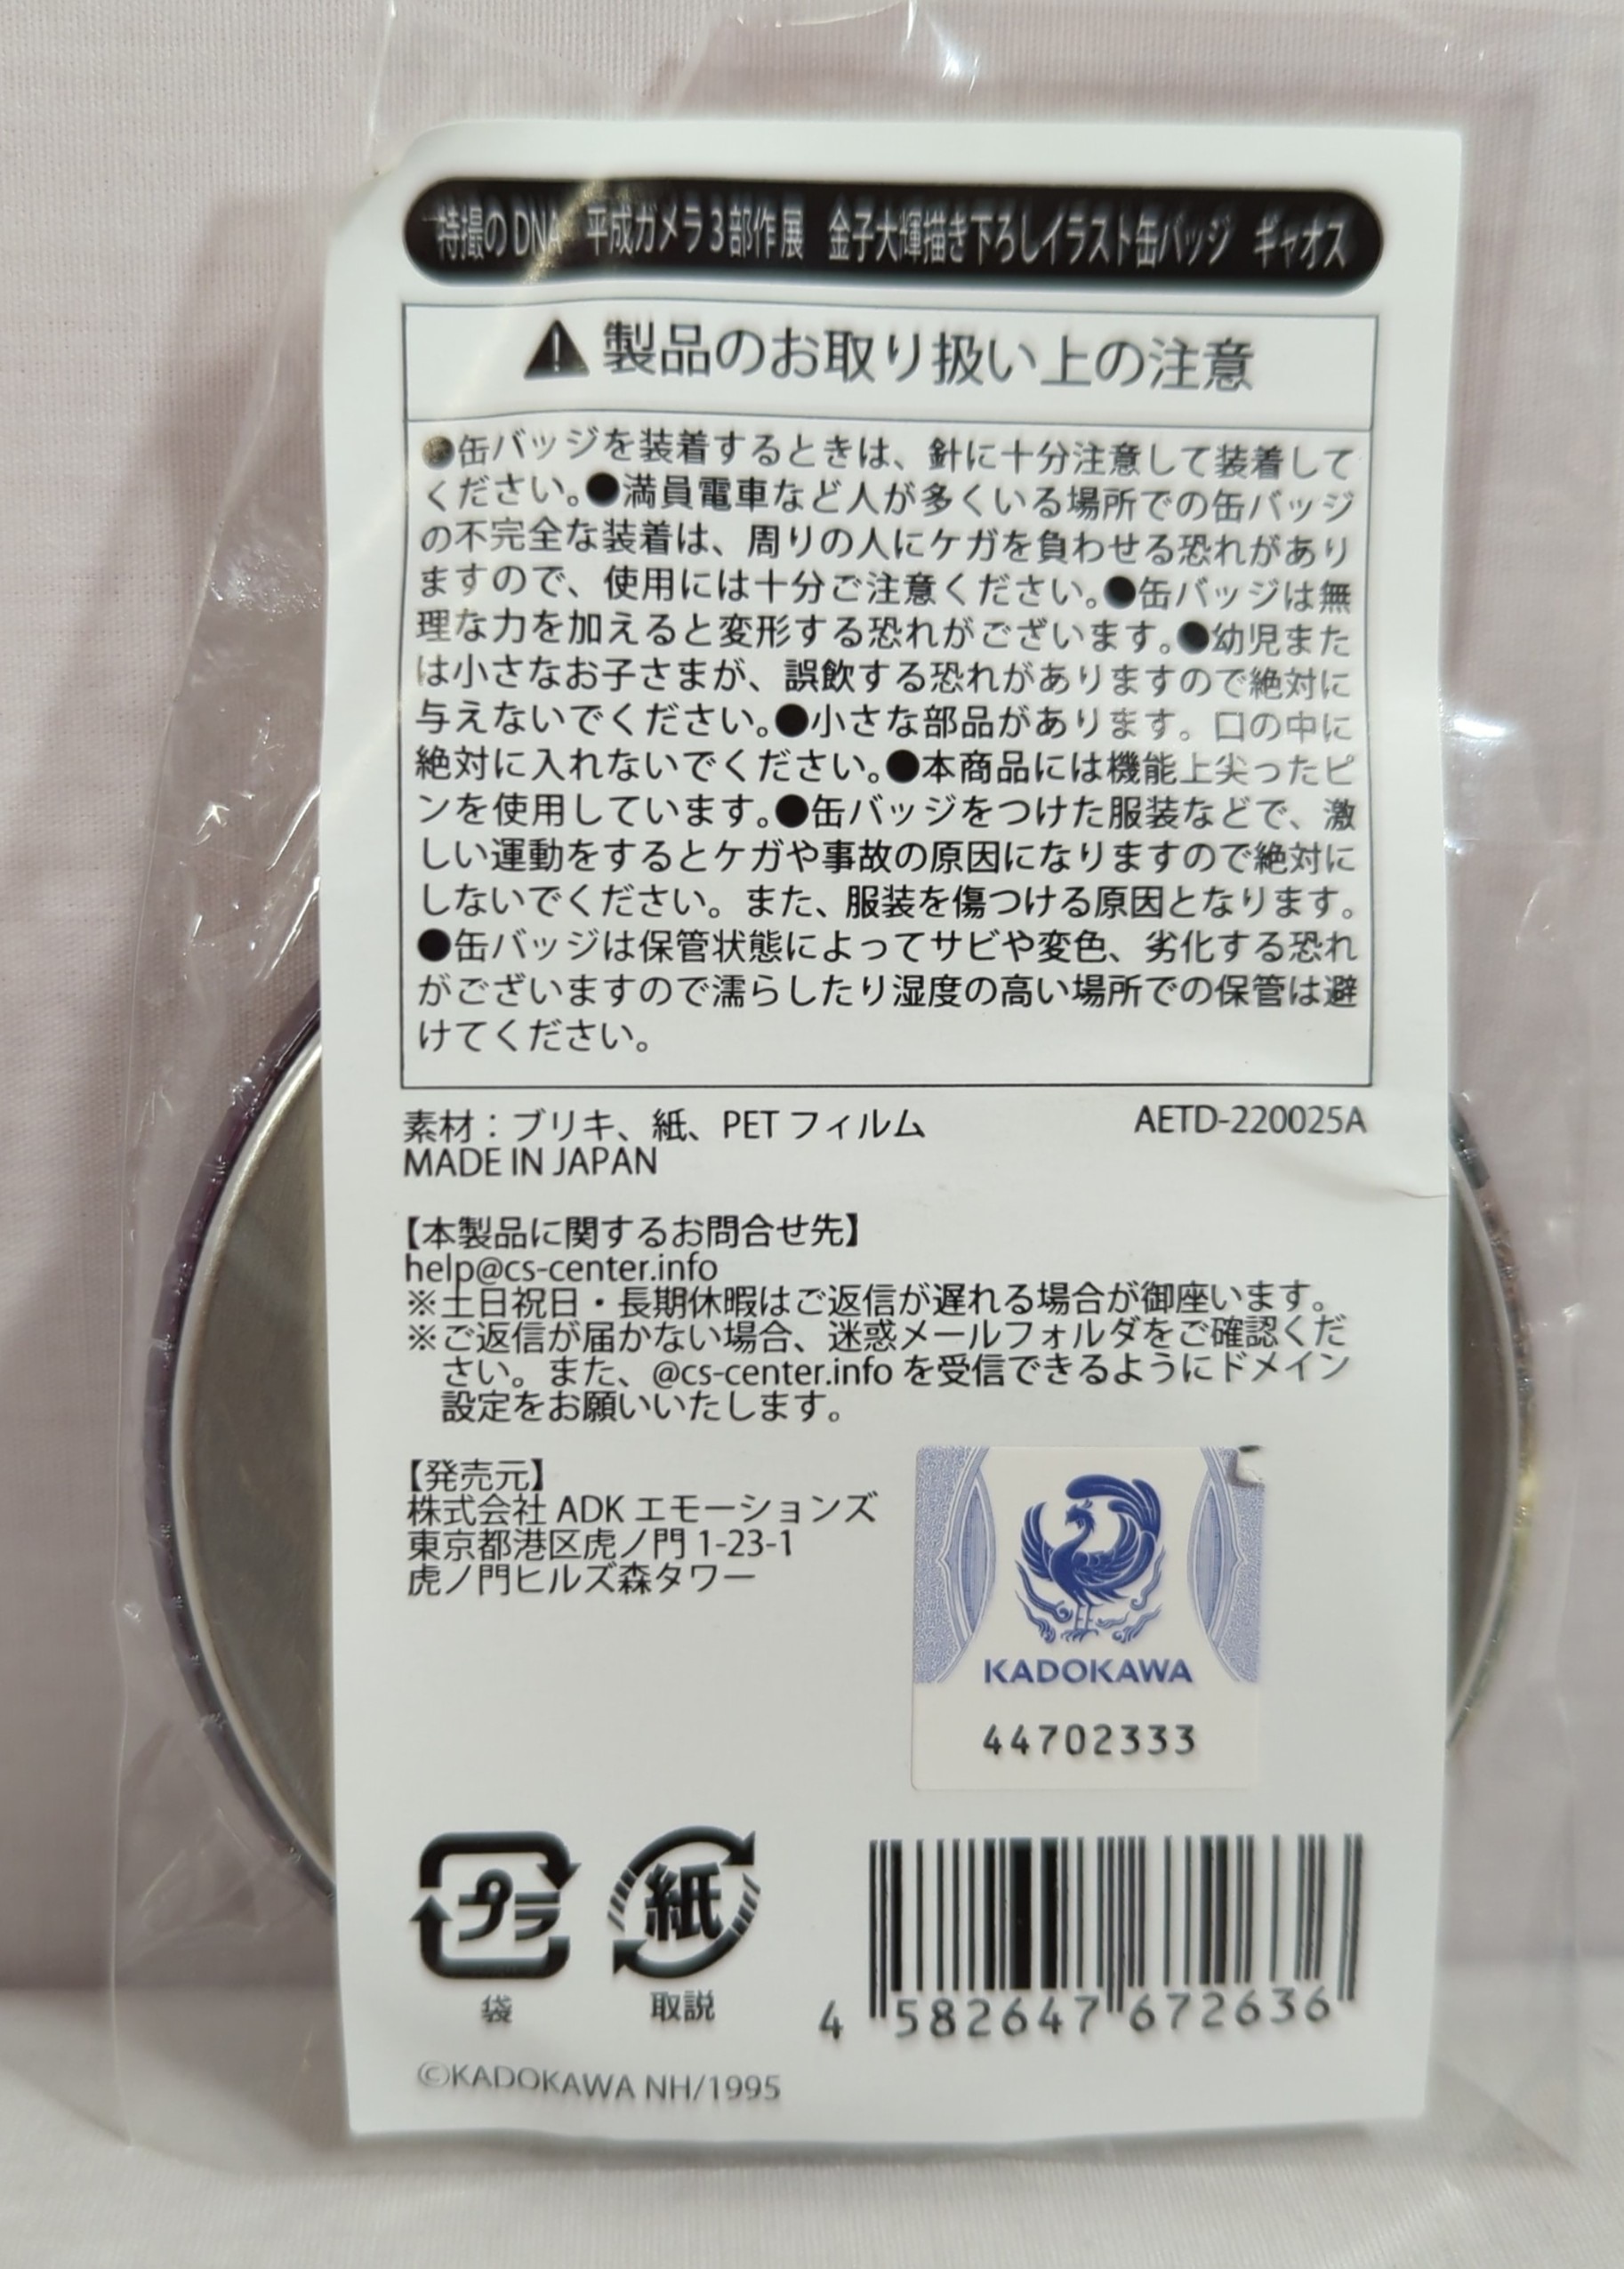 特撮のDNA 平成ガメラ3部作展 金子大輝描き下ろしイラスト缶バッジ ギャオス
製品のお取り扱い上の注意
●缶バッジを装着するときは、針に十分注意して装着して
ください。●満員電車など人が多くいる場所での缶バッジ
の不完全な装着は、周りの人にケガを負わせる恐れがあり
ますので、使用には十分ご注意ください。●缶バッジは無
理な力を加えると変形する恐れがございます。●幼児また
は小さなお子さまが、誤飲する恐れがありますので絶対に
与えないでください。●小さな部品があります。口の中に
絶対に入れないでください。●本商品には機能上尖ったピ
ンを使用しています。●缶バッジをつけた服装などで、激
しい運動をするとケガや事故の原因になりますので絶対に
しないでください。また、服装を傷つける原因となります。
●缶バッジは保管状態によってサビや変色、劣化する恐れ
がございますので濡らしたり湿度の高い場所での保管は避
けてください。
素材：ブリキ、紙、PETフィルム AETD-220025A
MADE IN JAPAN
【本製品に関するお問合せ先】
help@cs-center.info
※土日祝日・長期休暇はご返信が遅れる場合が御座います。
※ご返信が届かない場合、迷惑メールフォルダをご確認くだ
さい。また、@cs-center.infoを受信できるようにドメイン
設定をお願いいたします。
【発売元】
株式会社ADKエモーションズ
東京都港区虎ノ門1-23-1
虎ノ門ヒルズ森タワー
KADOKAWA
44702333
プラ
袋
紙
取説
4 582647 672636
©KADOKAWA NH/1995